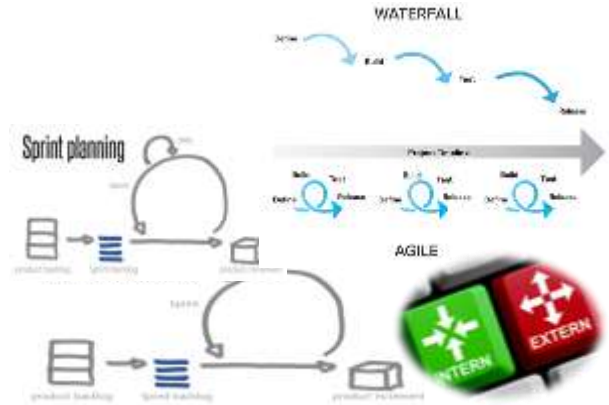 WATERFALL
Define
Build
Test
Release
Project Timeline
Sprint planning
Build
Test
Define
Release
Build
Test
Define
Release
Build
Test
Define
Release
AGILE
Sprint
product backlog
Sprint backlog
product increment
INTERN
EXTERN